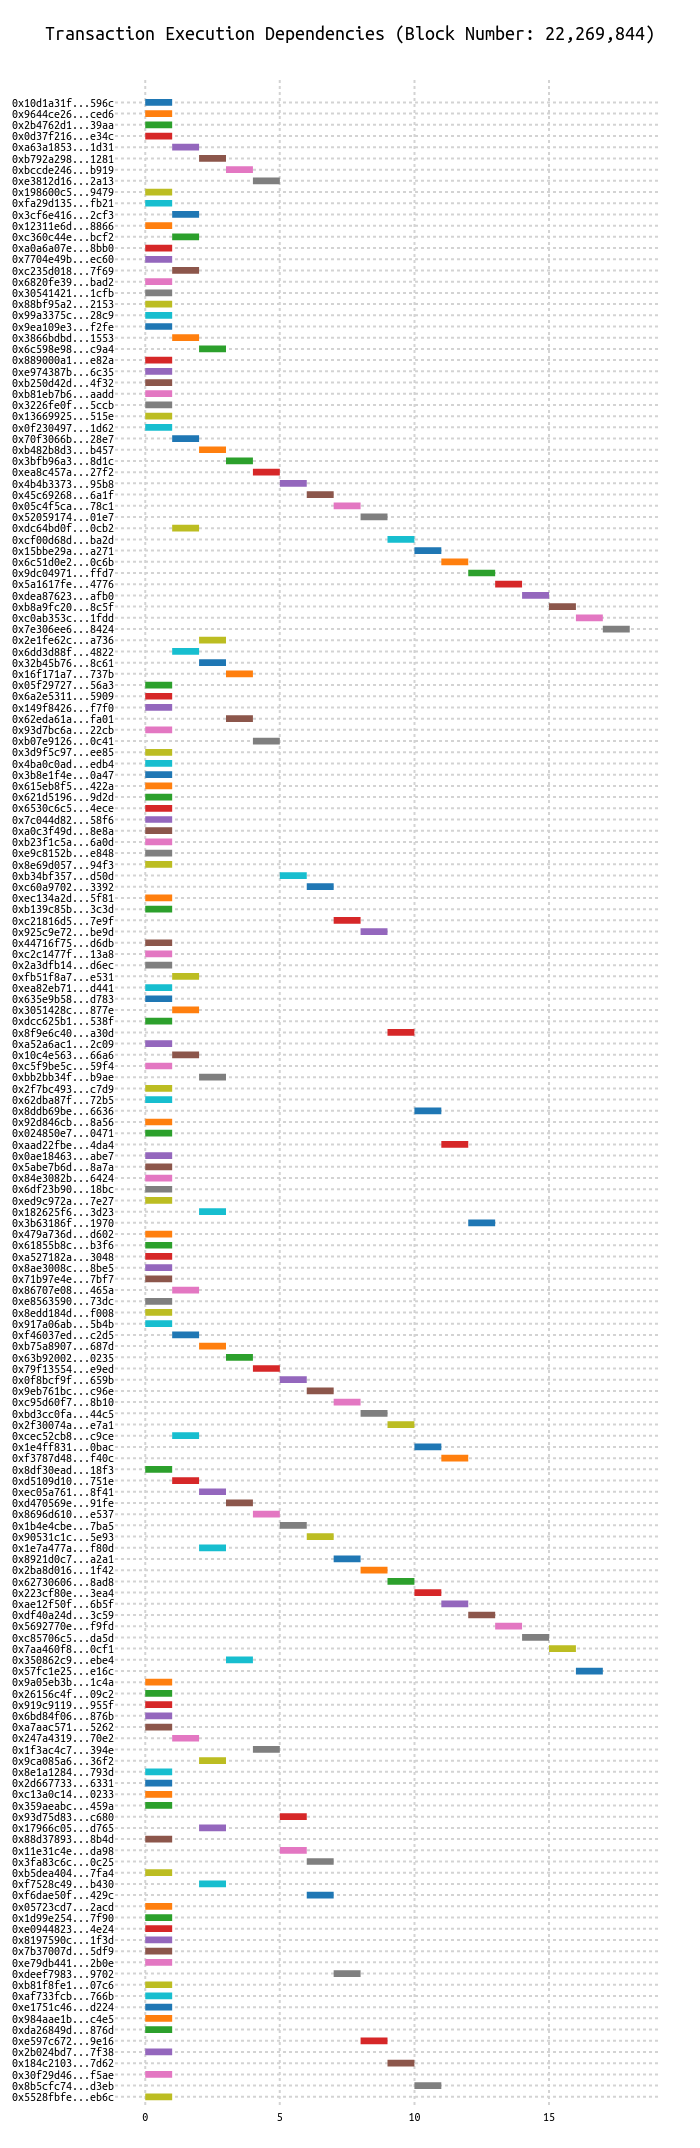 Transaction Execution Dependencies (Block Number: 22,269,844)
0x10d1a31f...596c
0x9644ce26...ced6
0x2b4762d1...39aa
0x0d37f216...e34c
0xa63a1853...1d31
0xb792a298...1281
0xbccde246...b919
0xe3812d16...2a13
0x198600c5...9479
0xfa29d135...fb21
0x3cf6e416...2cf3
0x12311e6d...8866
0xc360c44e...bcf2
0xa0a6a07e...8bb0
0x7704e49b...ec60
0xc235d018...7f69
0x6820fe39...bad2
0x30541421...1cfb
0x88bf95a2...2153
0x99a3375c...28c9
0x9ea109e3...f2fe
0x3866bdbd...1553
0x6c598e98...c9a4
0x889000a1...e82a
0xe974387b...6c35
0xb250d42d...4f32
0xb81eb7b6...aadd
0x3226fe0f...5ccb
0x13669925...515e
0x0f230497...1d62
0x70f3066b...28e7
0xb482b8d3...b457
0x3bfb96a3...8d1c
0xea8c457a...27f2
0x4b4b3373...95b8
0x45c69268...6a1f
0x05c4f5ca...78c1
0x52059174...01e7
0xdc64bd0f...0cb2
0xcf00d68d...ba2d
0x15bbe29a...a271
0x6c51d0e2...0c6b
0x9dc04971...ffd7
0x5a1617fe...4776
0xdea87623...afb0
0xb8a9fc20...8c5f
0xc0ab353c...1fdd
0x7e306ee6...8424
0x2e1fe62c...a736
0x6dd3d88f...4822
0x32b45b76...8c61
0x16f171a7...737b
0x05f29727...56a3
0x6a2e5311...5909
0x149f8426...f7f0
0x62eda61a...fa01
0x93d7bc6a...22cb
0xb07e9126...0c41
0x3d9f5c97...ee85
0x4ba0c0ad...edb4
0x3b8e1f4e...0a47
0x615eb8f5...422a
0x621d5196...9d2d
0x6530c6c5...4ece
0x7c044d82...58f6
0xa0c3f49d...8e8a
0xb23f1c5a...6a0d
0xe9c8152b...e848
0x8e69d057...94f3
0xb34bf357...d50d
0xc60a9702...3392
0xec134a2d...5f81
0xb139c85b...3c3d
0xc21816d5...7e9f
0x925c9e72...be9d
0x44716f75...d6db
0xc2c1477f...13a8
0x2a3dfb14...d6ec
0xfb51f8a7...e531
0xea82eb71...d441
0x635e9b58...d783
0x3051428c...877e
0xdcc625b1...538f
0x8f9e6c40...a30d
0xa52a6ac1...2c09
0x10c4e563...66a6
0xc5f9be5c...59f4
0xbb2bb34f...b9ae
0x2f7bc493...c7d9
0x62dba87f...72b5
0x8ddb69be...6636
0x92d846cb...8a56
0x024850e7...0471
0xaad22fbe...4da4
0x0ae18463...abe7
0x5abe7b6d...8a7a
0x84e3082b...6424
0x6df23b90...18bc
0xed9c972a...7e27
0x182625f6...3d23
0x3b63186f...1970
0x479a736d...d602
0x61855b8c...b3f6
0xa527182a...3048
0x8ae3008c...8be5
0x71b97e4e...7bf7
0x86707e08...465a
0xe8563590...73dc
0x8edd184d...f008
0x917a06ab...5b4b
0xf46037ed...c2d5
0xb75a8907...687d
0x63b92002...0235
0x79f13554...e9ed
0x0f8bcf9f...659b
0x9eb761bc...c96e
0xc95d60f7...8b10
0xbd3cc0fa...44c5
0x2f30074a...e7a1
0xcec52cb8...c9ce
0x1e4ff831...0bac
0xf3787d48...f40c
0x8df30ead...18f3
0xd5109d10...751e
0xec05a761...8f41
0xd470569e...91fe
0x8696d610...e537
0x1b4e4cbe...7ba5
0x90531c1c...5e93
0x1e7a477a...f80d
0x8921d0c7...a2a1
0x2ba8d016...1f42
0x62730606...8ad8
0x223cf80e...3ea4
0xae12f50f...6b5f
0xdf40a24d...3c59
0x5692770e...f9fd
0xc85706c5...da5d
0x7aa460f8...0cf1
0x350862c9...ebe4
0x57fc1e25...e16c
0x9a05eb3b...1c4a
0x26156c4f...09c2
0x919c9119...955f
0x6bd84f06...876b
0xa7aac571...5262
0x247a4319...70e2
0x1f3ac4c7...394e
0x9ca085a6...36f2
0x8e1a1284...793d
0x2d667733...6331
0xc13a0c14...0233
0x359aeabc...459a
0x93d75d83...c680
0x17966c05...d765
0x88d37893...8b4d
0x11e31c4e...da98
0x3fa83c6c...0c25
0xb5dea404...7fa4
0xf7528c49...b430
0xf6dae50f...429c
0x05723cd7...2acd
0x1d99e254...7f90
0xe0944823...4e24
0x8197590c...1f3d
0x7b37007d...5df9
0xe79db441...2b0e
0xdeef7983...9702
0xb81f8fe1...07c6
0xaf733fcb...766b
0xe1751c46...d224
0x984aae1b...c4e5
0xda26849d...876d
0xe597c672...9e16
0x2b024bd7...7f38
0x184c2103...7d62
0x30f29d46...f5ae
0x8b5cfc74...d3eb
0x5528fbfe...eb6c
0 5 10 15